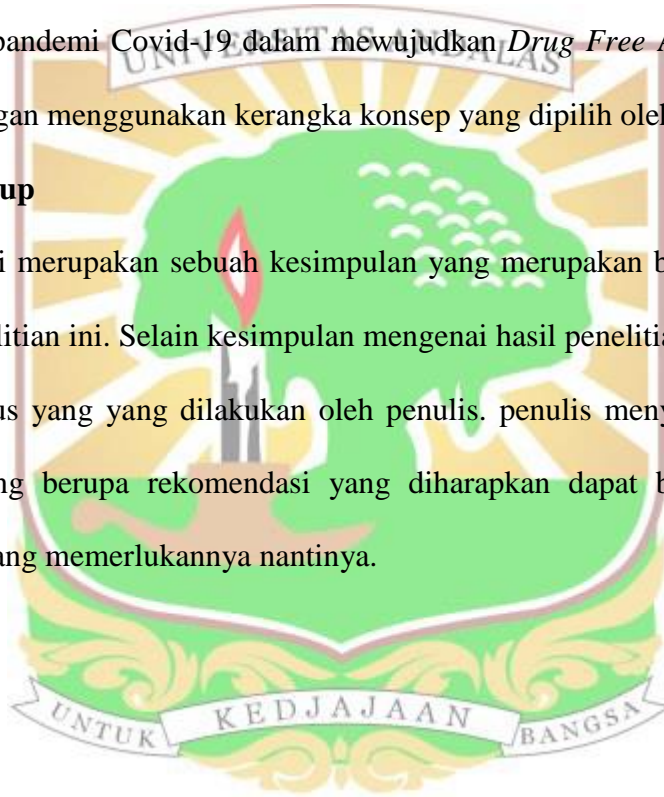 pandemi Covid-19 dalam mewujudkan Drug Free A
UNIVERSITAS ANDALAS
gan menggunakan kerangka konsep yang dipilih oleh
up
i merupakan sebuah kesimpulan yang merupakan b
litian ini. Selain kesimpulan mengenai hasil penelitia
us yang yang dilakukan oleh penulis. penulis meny
ng berupa rekomendasi yang diharapkan dapat b
ang memerlukannya nantinya.
UNTUK KEDJAJAAN BANGSA